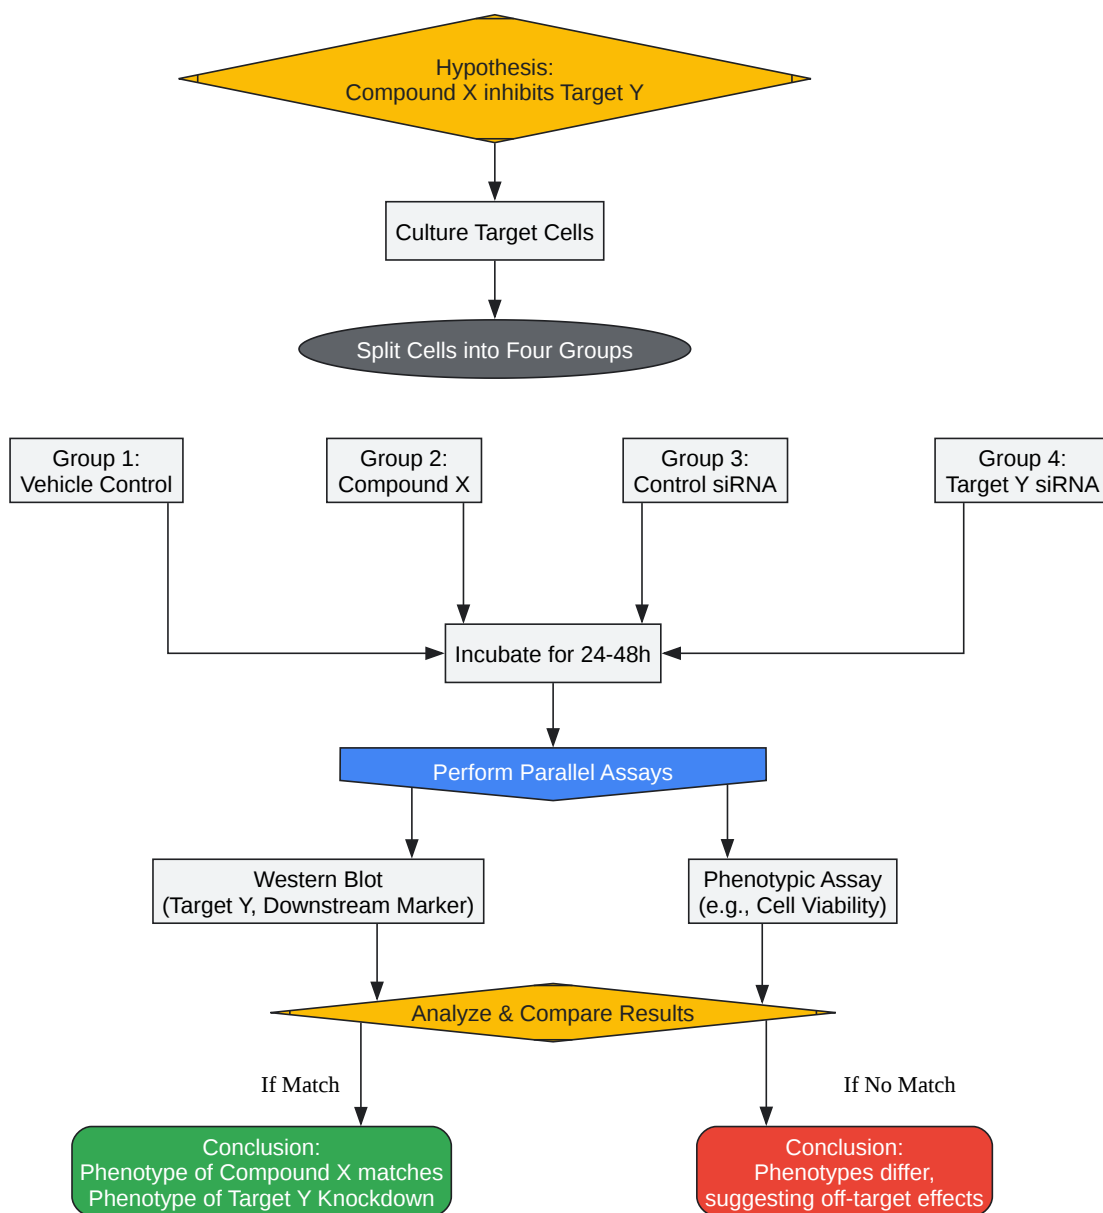 Hypothesis:
Compound X inhibits Target Y
Culture Target Cells
Split Cells into Four Groups
Group 1:
Vehicle Control
Group 2:
Compound X
Group 3:
Control siRNA
Group 4:
Target Y siRNA
Incubate for 24-48h
Perform Parallel Assays
Western Blot
(Target Y, Downstream Marker)
Phenotypic Assay
(e.g., Cell Viability)
Analyze & Compare Results
If Match
If No Match
Conclusion:
Phenotype of Compound X matches
Phenotype of Target Y Knockdown
Conclusion:
Phenotypes differ,
suggesting off-target effects